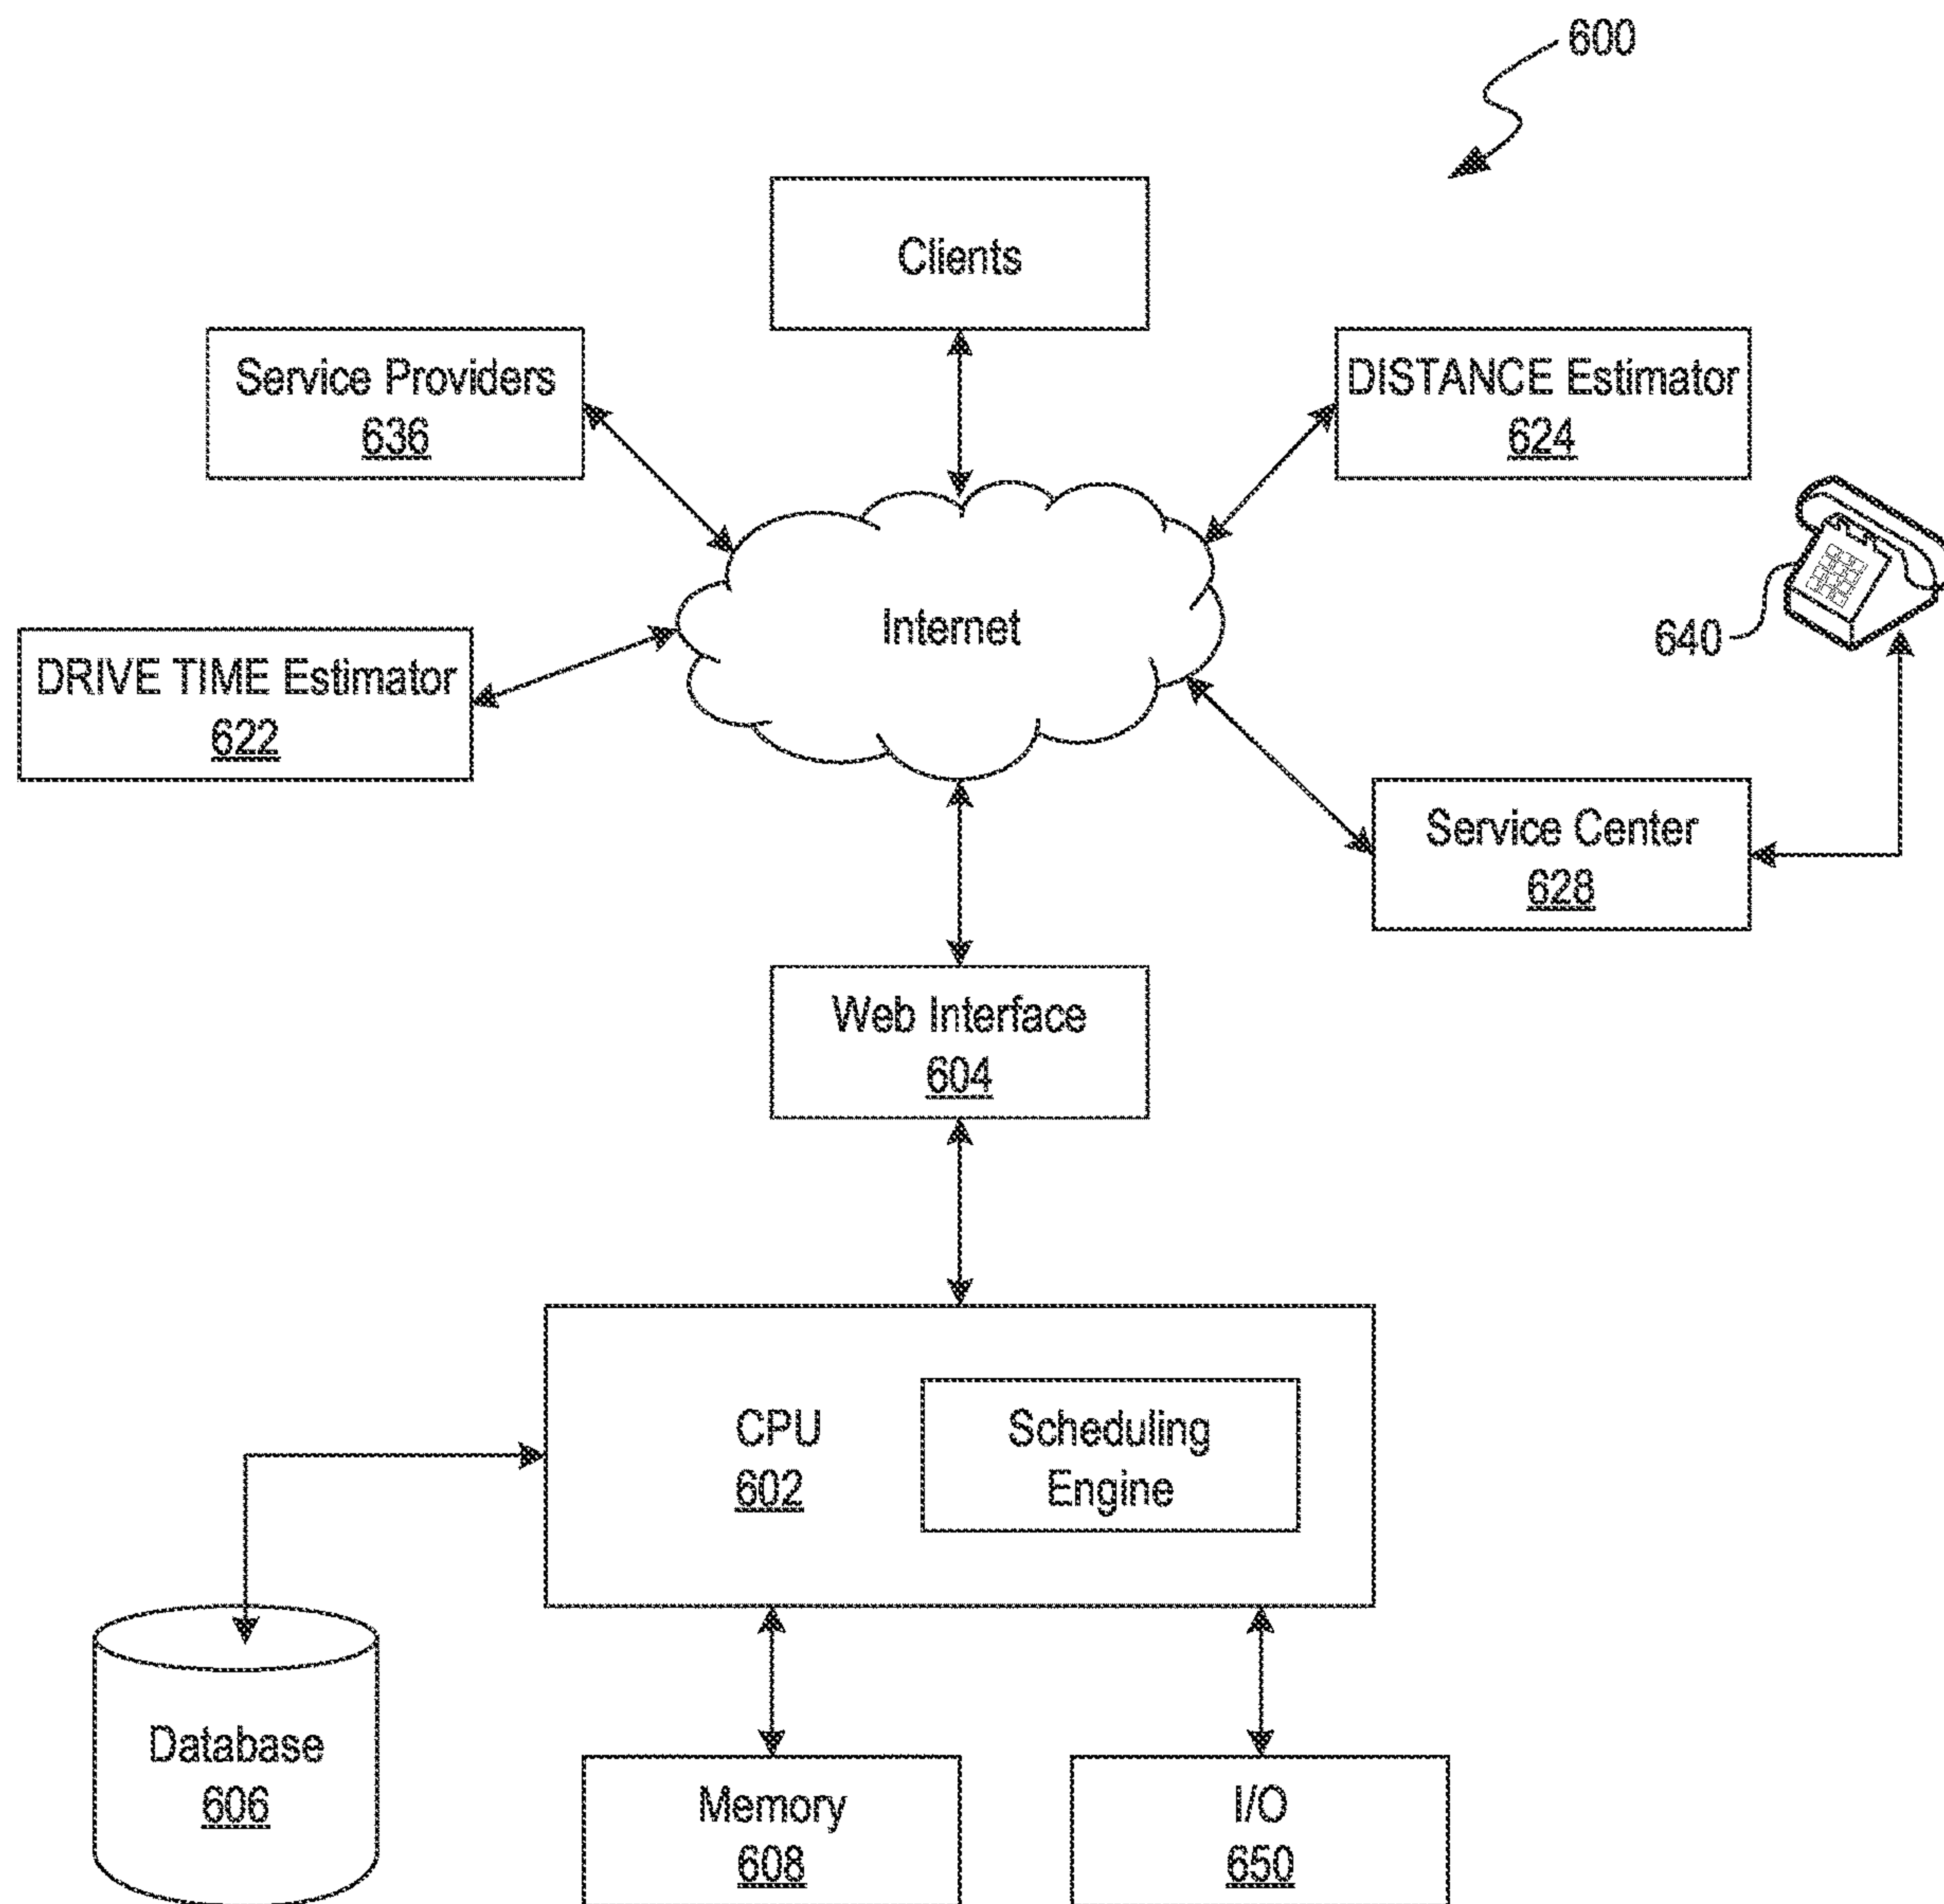 600
Clients
Service Providers
636
DISTANCE Estimator
624
Internet
640
DRIVE TIME Estimator
622
Service Center
628
Web Interface
604
CPU
602
Scheduling
Engine
Database
606
Memory
608
I/O
650